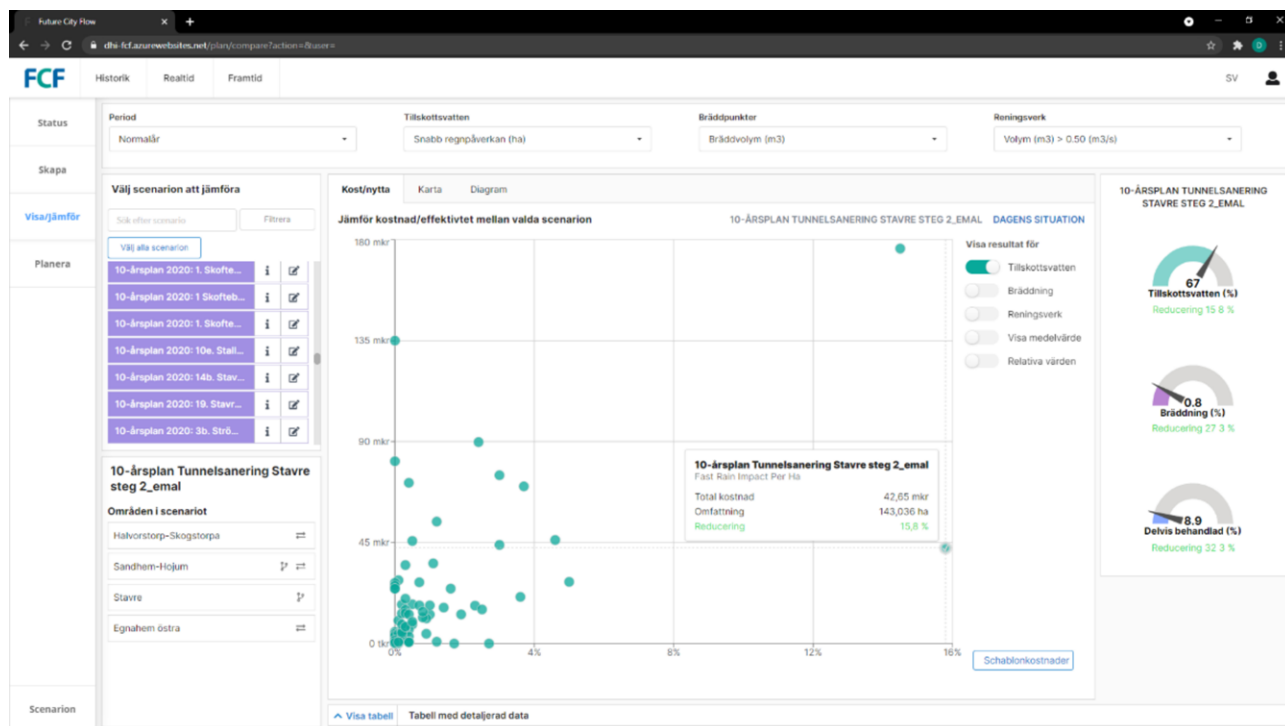 Future City Flow
dhi-fcf.azurewebsites.net/plan/compare?action=&user=
FCF
Historik
Realtid
Framtid
SV
Status
Skapa
Visa/Jämför
Planera
Scenarion
Period
Normalår
Tillskottsvatten
Snabb regnpåverkan (ha)
Bräddpunkter
Bräddvolym (m3)
Reningsverk
Volym (m3) > 0.50 (m3/s)
Välj scenarion att jämföra
Sök efter scenario
Filtrera
Välj alla scenarion
10-årsplan 2020: 1. Skofte...
10-årsplan 2020: 1 Skofteb...
10-årsplan 2020: 1. Skofte...
10-årsplan 2020: 10e. Stall...
10-årsplan 2020: 14b. Stav...
10-årsplan 2020: 19. Stavr...
10-årsplan 2020: 3b. Strö...
10-årsplan Tunnelsanering Stavre
steg 2_emal
Områden i scenariot
Halvorstorp-Skogstorpa
Sandhem-Hojum
Stavre
Egnahem östra
Kost/nytta
Karta
Diagram
Jämför kostnad/effektivtet mellan valda scenarion
10-ÅRSPLAN TUNNELSANERING STAVRE STEG 2_EMAL
DAGENS SITUATION
180 mkr
135 mkr
90 mkr
45 mkr
0 tkr
0%
4%
8%
12%
16%
Visa resultat för
Tillskottsvatten
Bräddning
Reningsverk
Visa medelvärde
Relativa värden
10-årsplan Tunnelsanering Stavre steg 2_emal
Fast Rain Impact Per Ha
Total kostnad 42,65 mkr
Omfattning 143,036 ha
Reducering 15,8 %
Schablonkostnader
Visa tabell
Tabell med detaljerad data
10-ÅRSPLAN TUNNELSANERING
STAVRE STEG 2_EMAL
67
Tillskottsvatten (%)
Reducering 15 8 %
0.8
Bräddning (%)
Reducering 27 3 %
8.9
Delvis behandlad (%)
Reducering 32 3 %